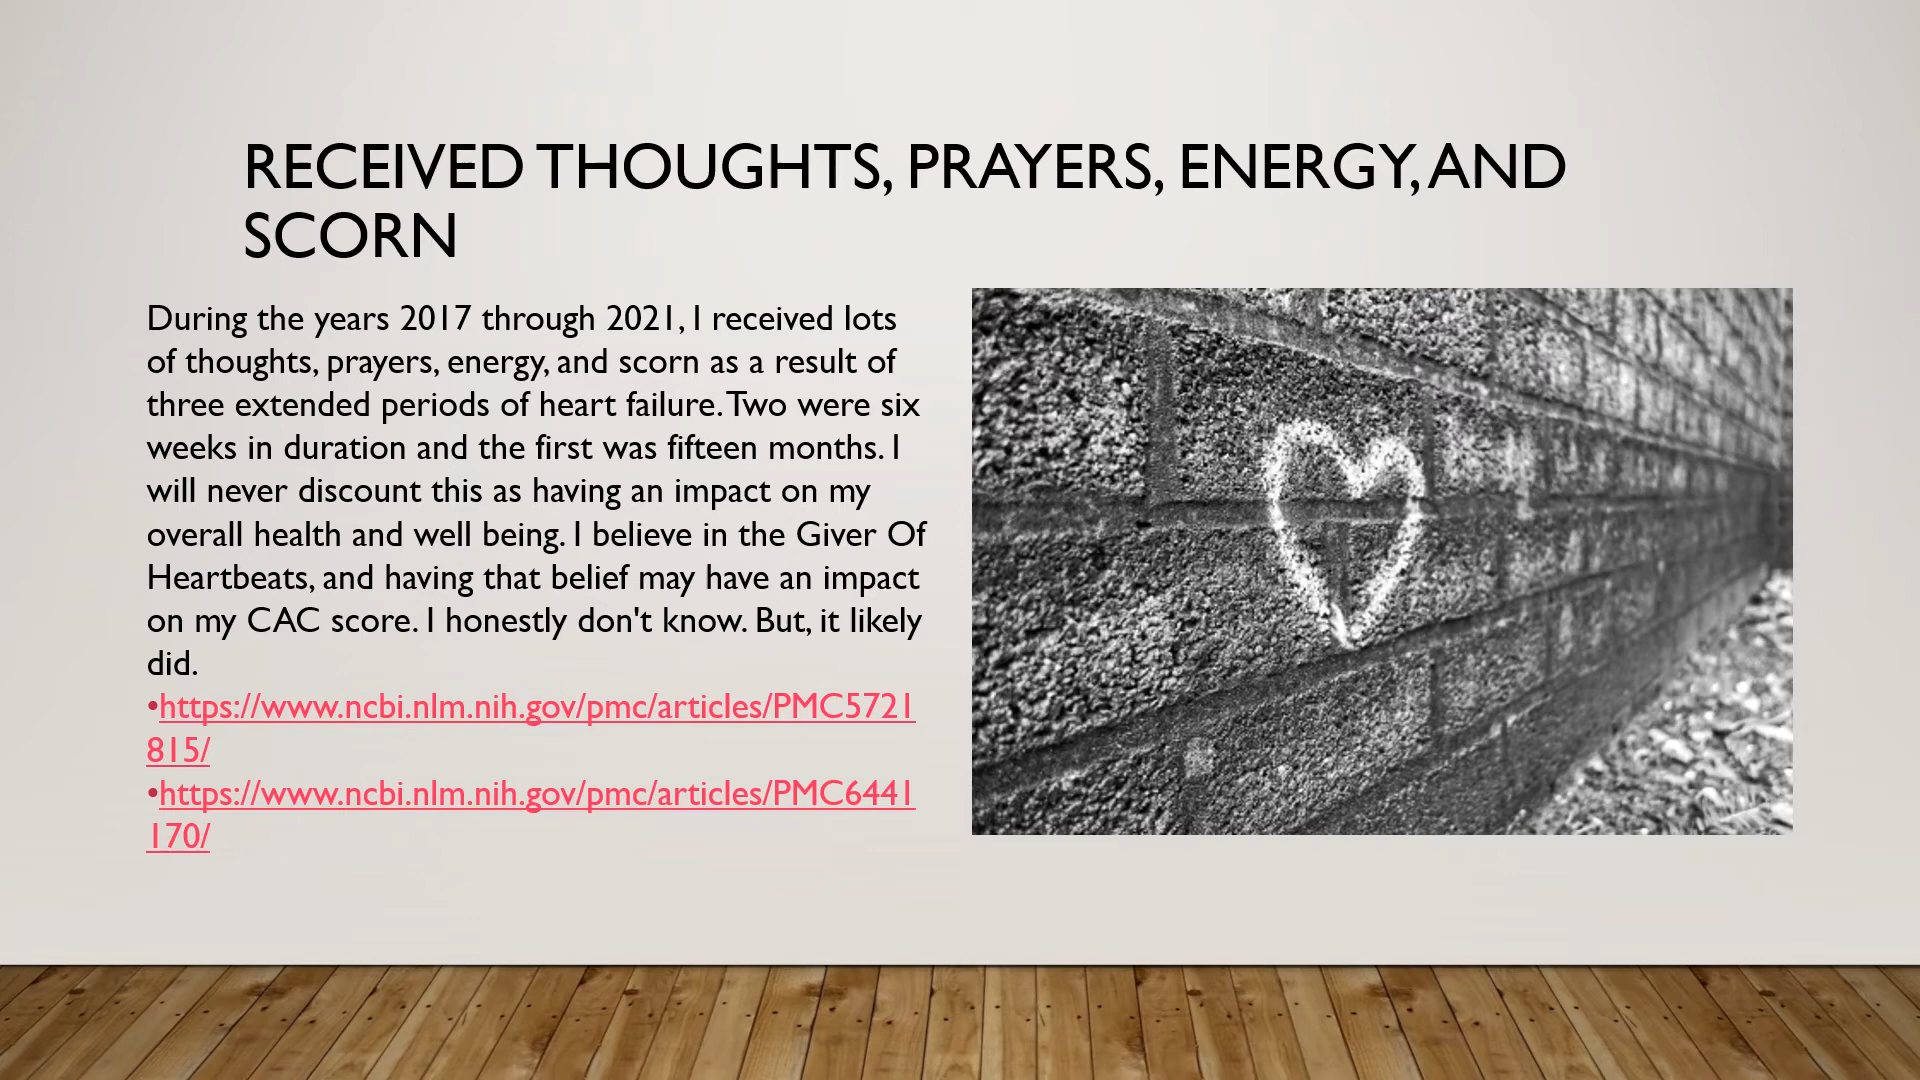 RECEIVED THOUGHTS, PRAYERS, ENERGY, AND
SCORN
During the years 2017 through 2021, I received lots
of thoughts, prayers, energy, and scorn as a result of
three extended periods of heart failure. Two were six
weeks in duration and the first was fifteen months. I
will never discount this as having an impact on my
overall health and well being. I believe in the Giver Of
Heartbeats, and having that belief may have an impact
on my CAC score. I honestly don't know. But, it likely
did.
•https://www.ncbi.nlm.nih.gov/pmc/articles/PMC5721
815/
•https://www.ncbi.nlm.nih.gov/pmc/articles/PMC6441
170/